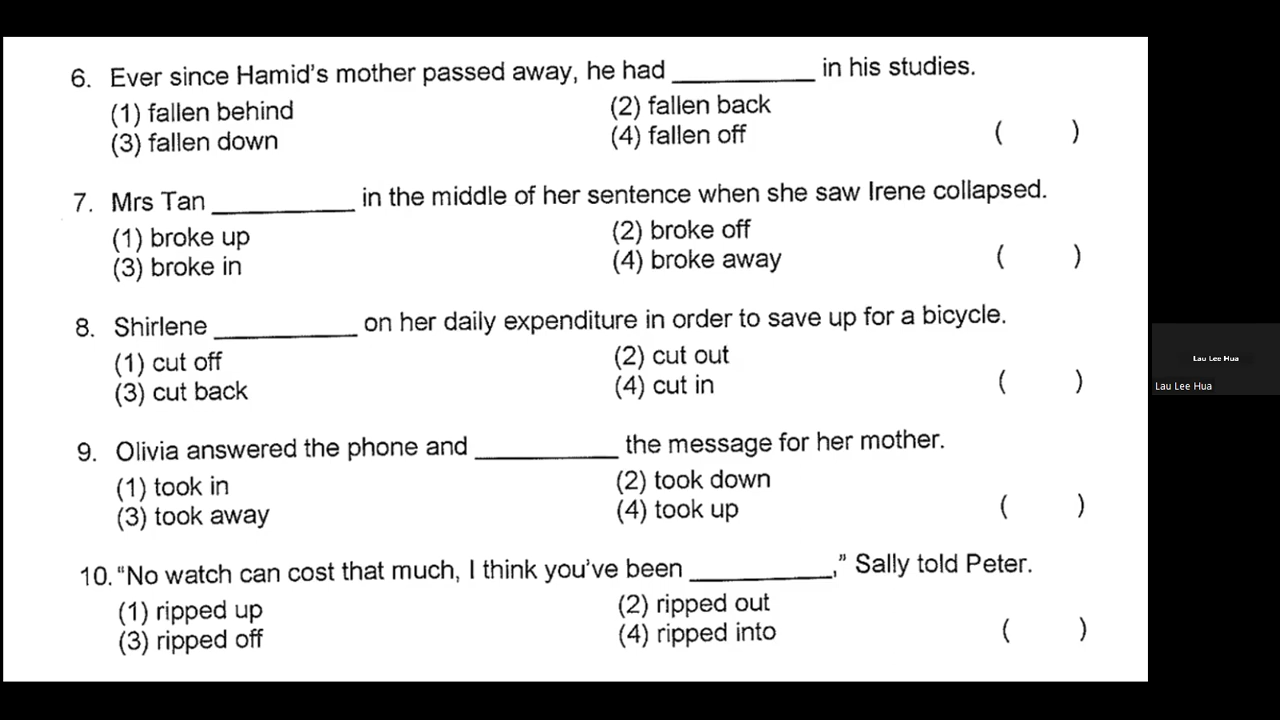 6. Ever since Hamid's mother passed away, he had __________ in his studies.
(1) fallen behind (2) fallen back
(3) fallen down (4) fallen off ( )
7. Mrs Tan __________ in the middle of her sentence when she saw Irene collapsed.
(1) broke up (2) broke off
(3) broke in (4) broke away ( )
8. Shirlene __________ on her daily expenditure in order to save up for a bicycle.
(1) cut off (2) cut out
(3) cut back (4) cut in ( )
Lau Lee Hua
Lau Lee Hua
9. Olivia answered the phone and __________ the message for her mother.
(1) took in (2) took down
(3) took away (4) took up ( )
10. “No watch can cost that much, I think you've been __________,” Sally told Peter.
(1) ripped up (2) ripped out
(3) ripped off (4) ripped into ( )